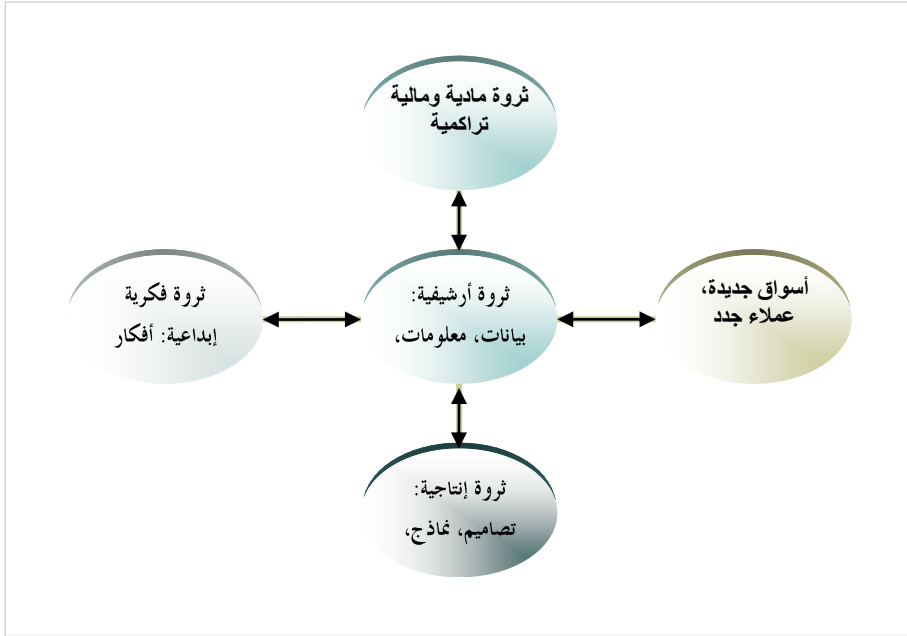 ثروة مادية ومالية
تراكمية
أسواق جديدة،
عملاء جدد
ثروة أرشيفية:
بيانات، معلومات،
ثروة فكرية
إبداعية: أفكار
ثروة إنتاجية:
تصاميم، نماذج،